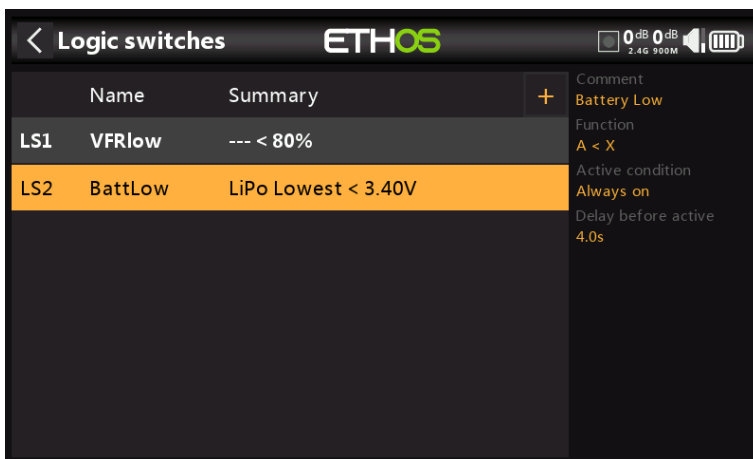 Logic switches ETHOS 0dB 0dB
2.4G 900M
Name Summary +
LS1 VFRlow --- < 80%
LS2 BattLow LiPo Lowest < 3.40V
Comment
Battery Low
Function
A < X
Active condition
Always on
Delay before active
4.0s